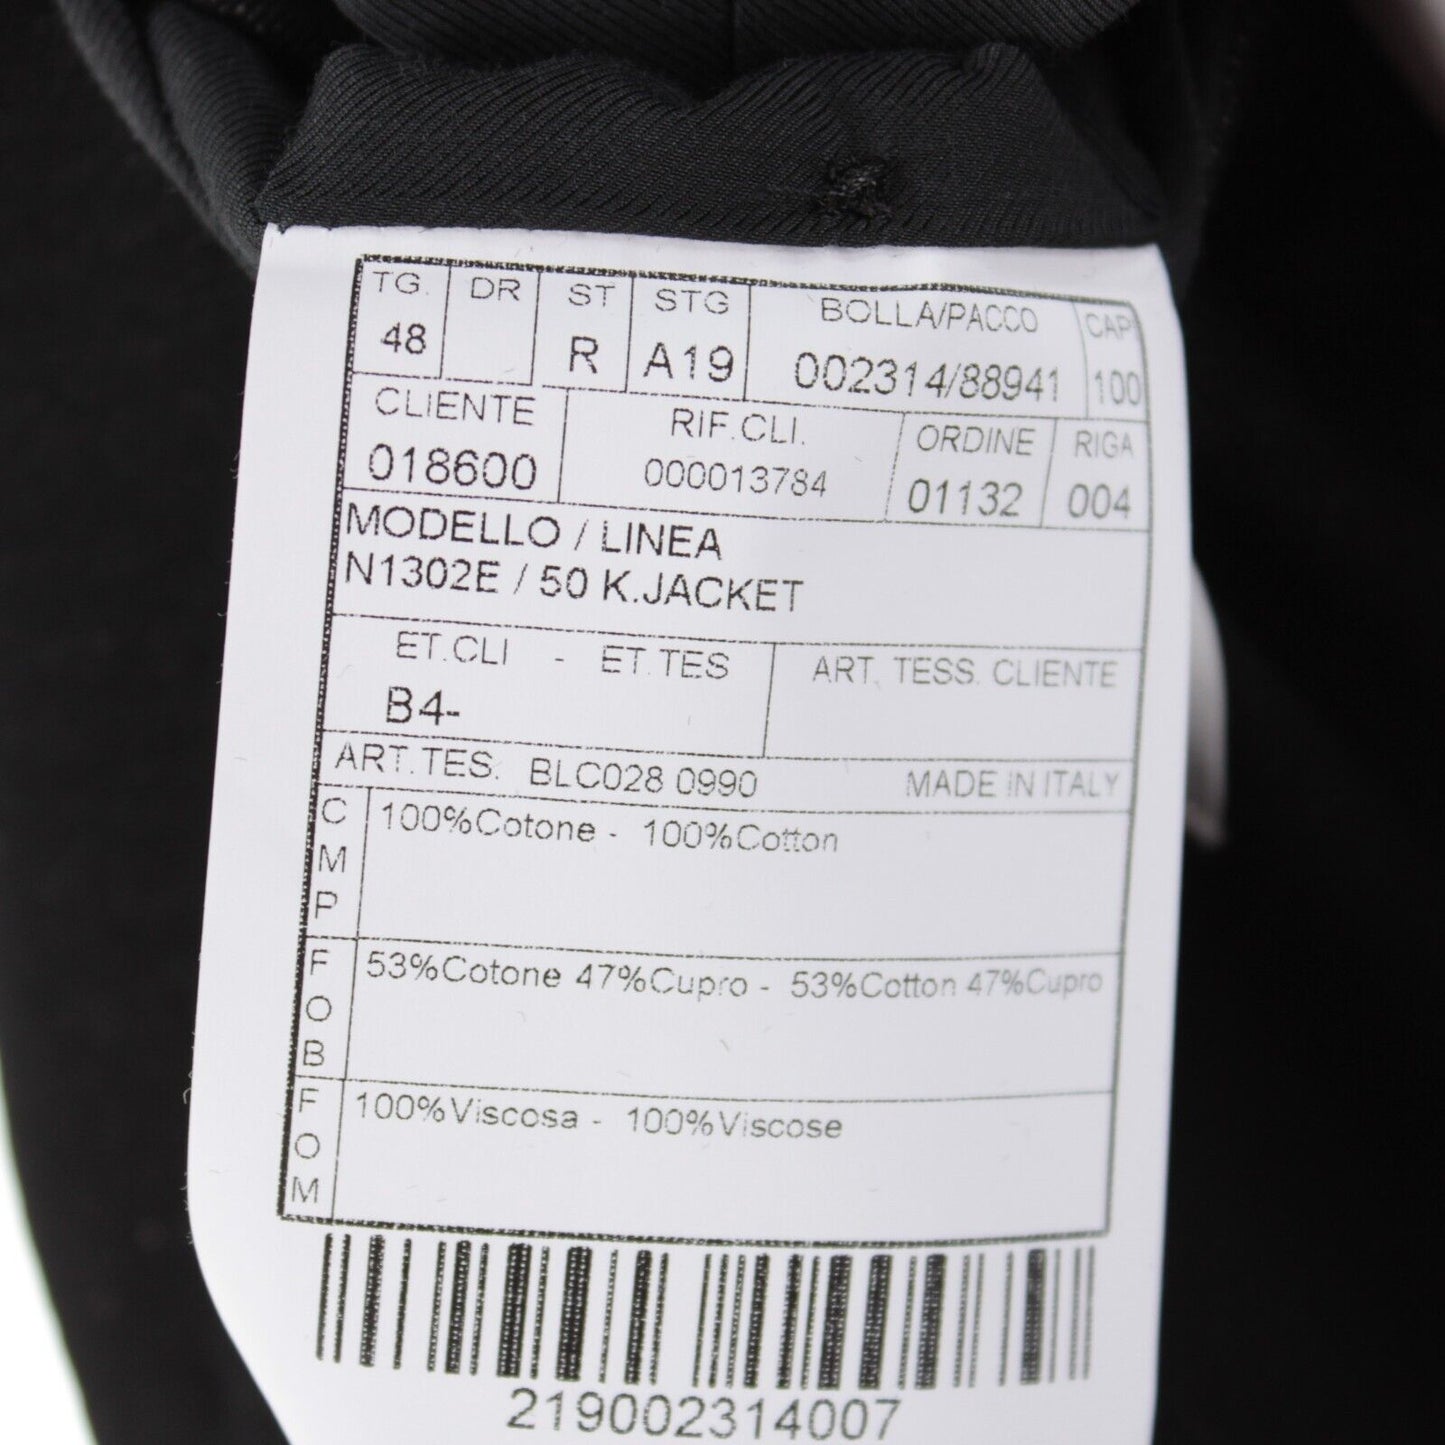 TG. DR ST STG BOLLA/PACCO CAP
48 R A19 002314/88941 100
CLIENTE RIF.CLI. ORDINE RIGA
018600 000013784 01132 004
MODELLO / LINEA
N1302E / 50 K.JACKET
ET.CLI - ET.TES ART. TESS. CLIENTE
B4-
ART.TES. BLC028 0990 MADE IN ITALY
CMP 100%Cotone - 100%Cotton
FOB 53%Cotone 47%Cupro - 53%Cotton 47%Cupro
FOM 100%Viscosa - 100%Viscose
219002314007